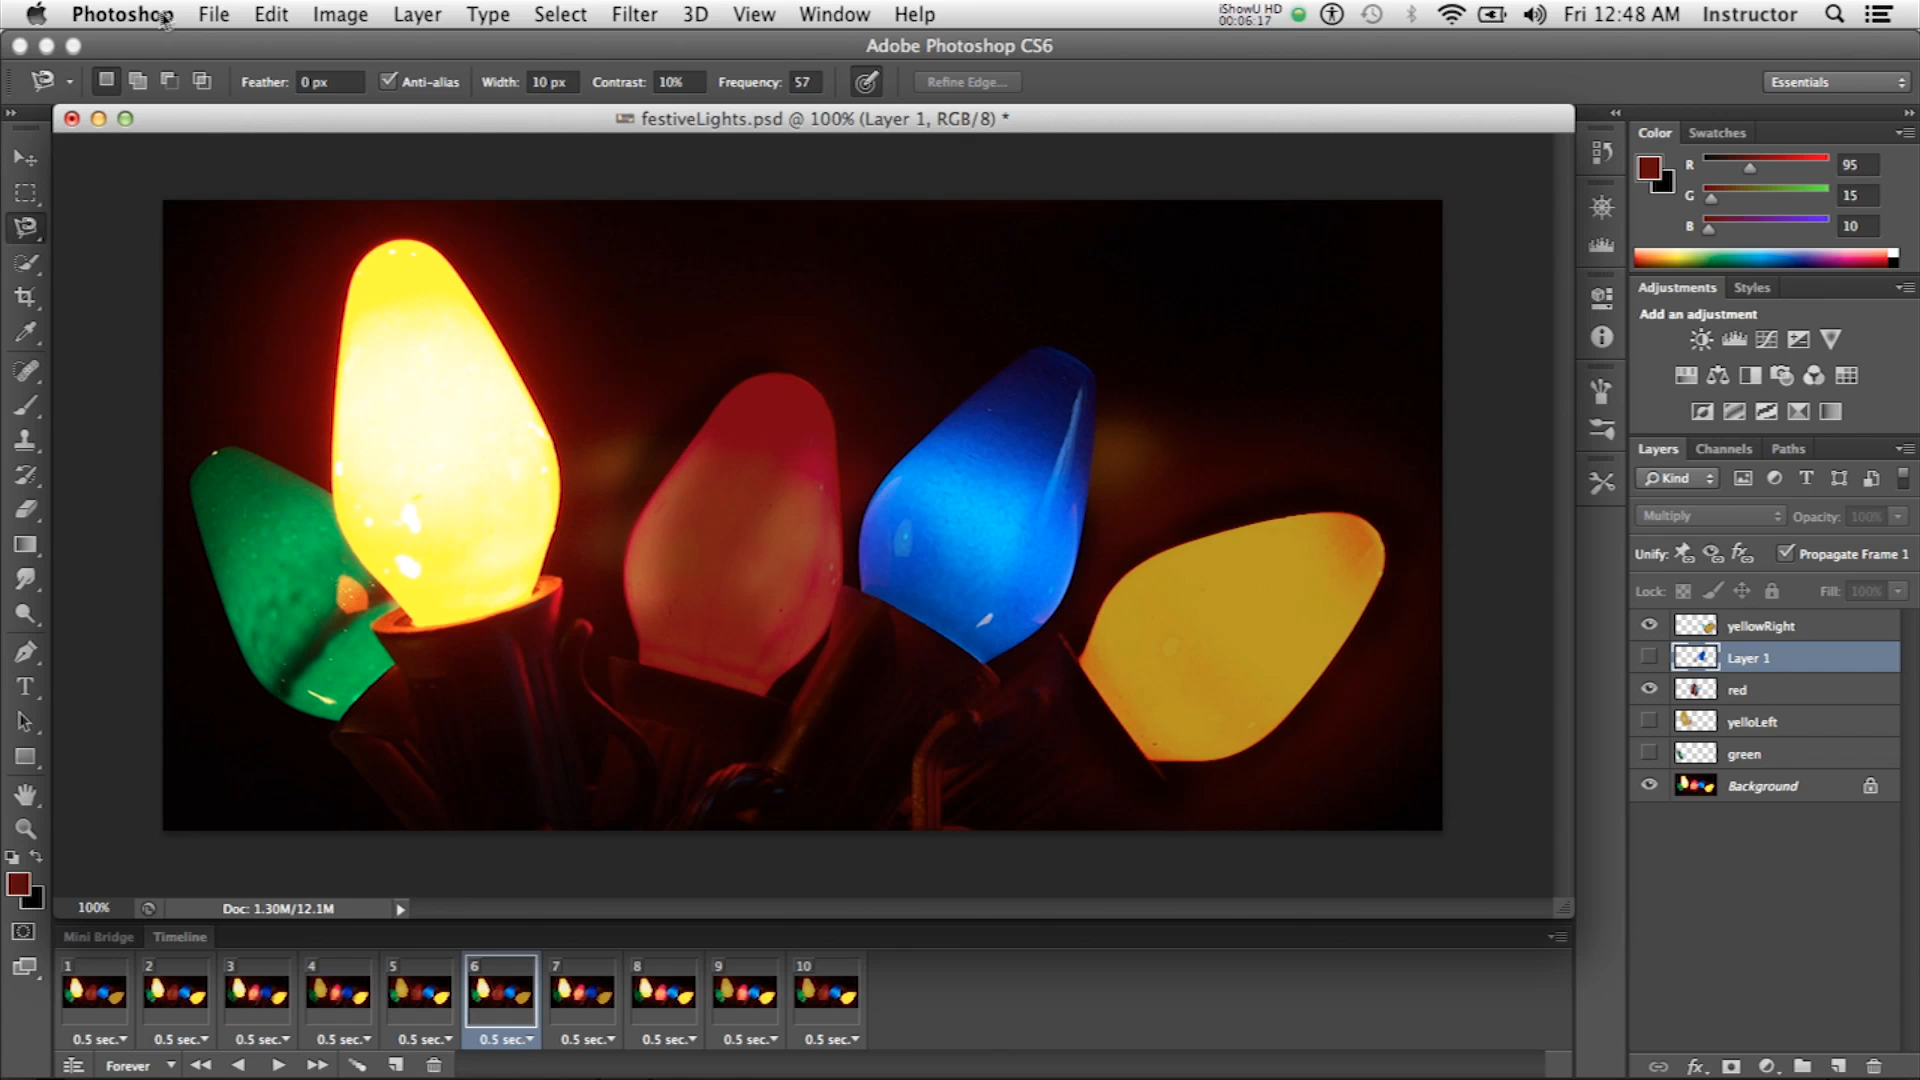 Photoshop File Edit Image Layer Type Select Filter 3D View Window Help iShowU HD 00:06:17 Fri 12:48 AM Instructor
Adobe Photoshop CS6
Feather: 0 px Anti-alias Width: 10 px Contrast: 10% Frequency: 57 Refine Edge... Essentials
festiveLights.psd @ 100% (Layer 1, RGB/8) *
Color Swatches
R 95
G 15
B 10
Adjustments Styles
Add an adjustment
Layers Channels Paths
Kind
Multiply Opacity: 100%
Unify: Propagate Frame 1
Lock: Fill: 100%
yellowRight
Layer 1
red
yelloLeft
green
Background
100% Doc: 1.30M/12.1M
Mini Bridge Timeline
1 2 3 4 5 6 7 8 9 10
0.5 sec. 0.5 sec. 0.5 sec. 0.5 sec. 0.5 sec. 0.5 sec. 0.5 sec. 0.5 sec. 0.5 sec. 0.5 sec.
Forever